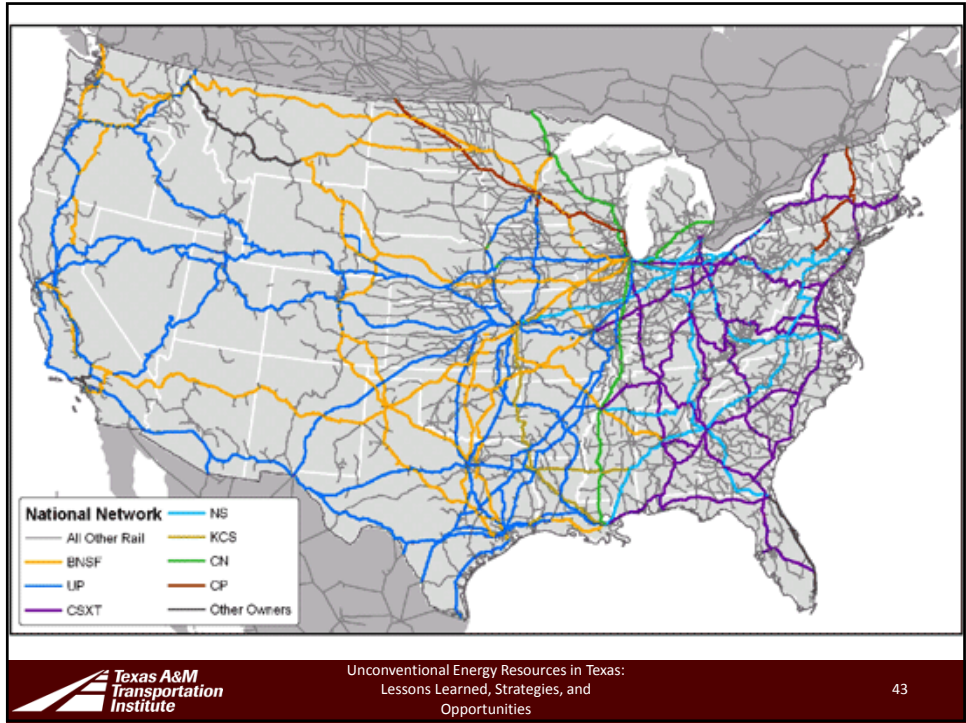 National Network
All Other Rail
BNSF
UP
CSXT
NS
KCS
CN
CP
Other Owners
Texas A&M
Transportation
Institute
Unconventional Energy Resources in Texas:
Lessons Learned, Strategies, and
Opportunities
43